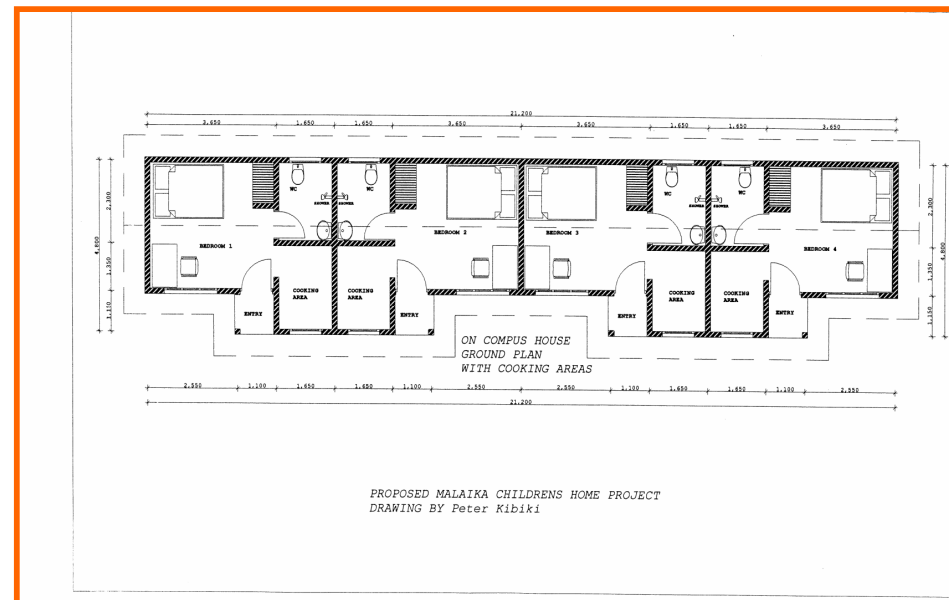 21,200
3,650 1,650 1,650 3,650 3,650 1,650 1,650 3,650
4,800
2,300
1,350
1,150
WC
SHOWER
SHOWER
WC
WC
SHOWER
SHOWER
WC
BEDROOM 1
BEDROOM 2
BEDROOM 3
BEDROOM 4
COOKING
AREA
COOKING
AREA
COOKING
AREA
COOKING
AREA
ENTRY
ENTRY
ENTRY
ENTRY
2,300
1,350
1,150
4,800
ON COMPUS HOUSE
GROUND PLAN
WITH COOKING AREAS
2,550 1,100 1,650 1,650 1,100 2,550 2,550 1,100 1,650 1,650 1,100 2,550
21,200
PROPOSED MALAIKA CHILDRENS HOME PROJECT
DRAWING BY Peter Kibiki